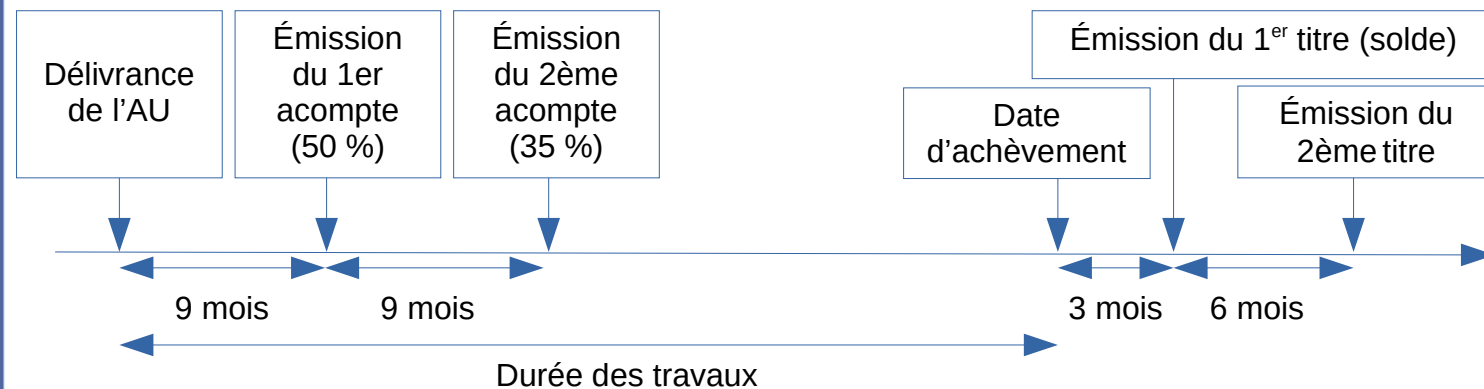 Délivrance
de l'AU
Émission
du 1er
acompte
(50 %)
Émission
du 2ème
acompte
(35 %)
Date
d'achèvement
Émission du 1er titre (solde)
Émission du
2ème titre
9 mois
9 mois
3 mois
6 mois
Durée des travaux